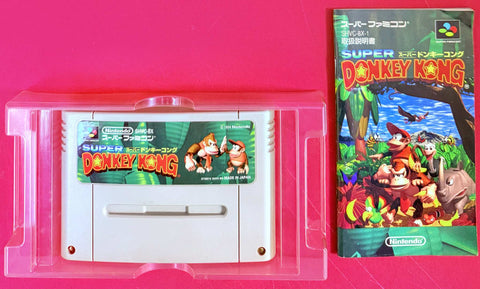 Nintendo SHVC-8X
スーパーファミコン
© 1994 Nintendo
スーパー ドンキーコング
SUPER
DONKEY KONG
MADE IN JAPAN
スーパーファミコン
SHVC-8X-1
取扱説明書
SUPER スーパー ドンキーコング
DONKEY KONG
Nintendo